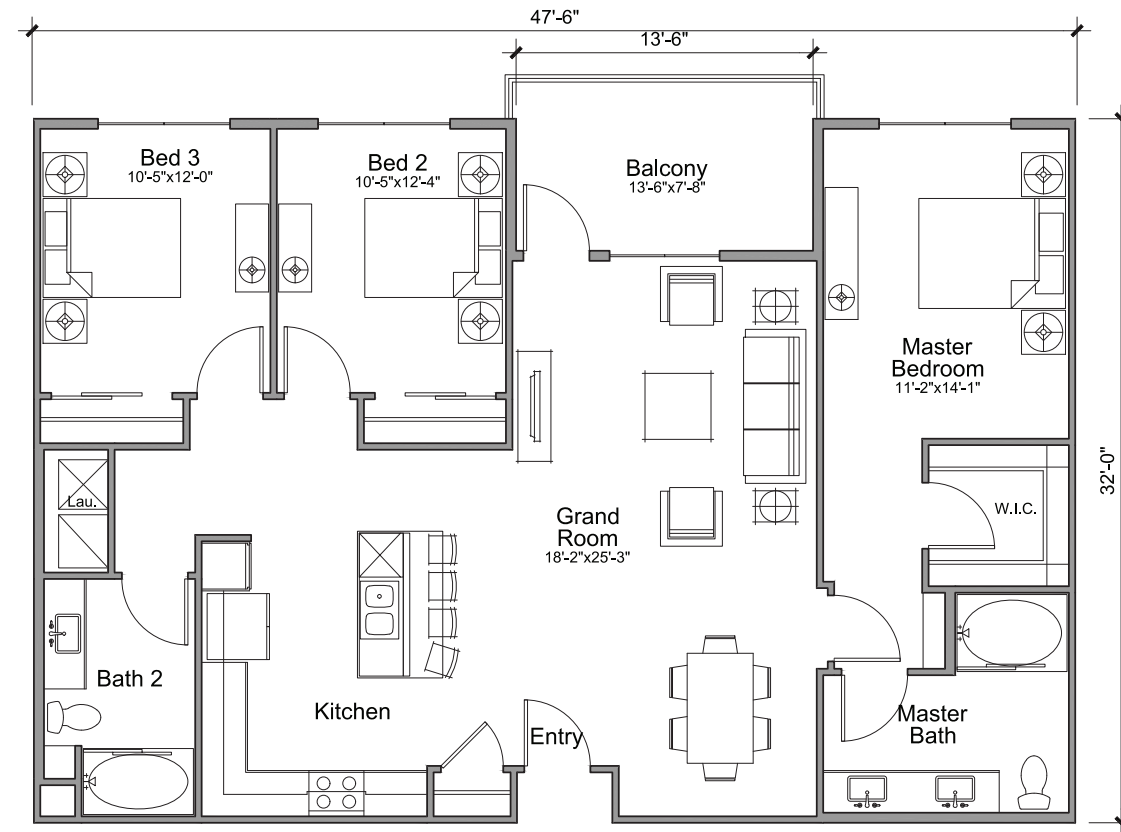 47'-6"
13'-6"
Bed 3
10'-5"x12'-0"
Bed 2
10'-5"x12'-4"
Balcony
13'-6"x7'-8"
Master
Bedroom
11'-2"x14'-1"
32'-0"
Lau.
W.I.C.
Grand
Room
18'-2"x25'-3"
Bath 2
Kitchen
Entry
Master
Bath